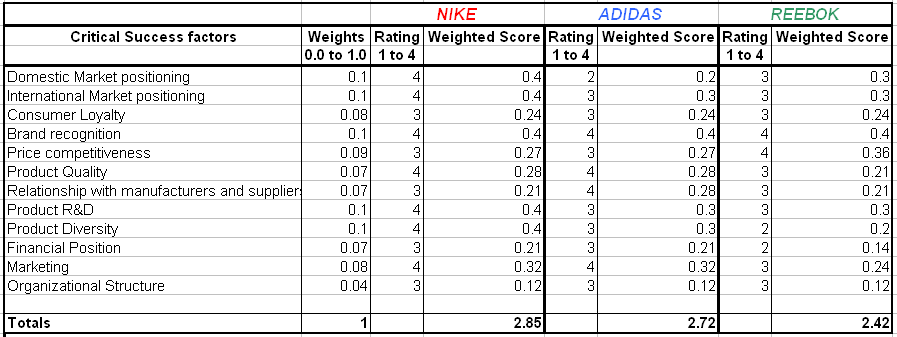 NIKE ADIDAS REEBOK
Critical Success factors Weights Rating Weighted Score Rating Weighted Score Rating Weighted Score
0.0 to 1.0 1 to 4 1 to 4 1 to 4
Domestic Market positioning 0.1 4 0.4 2 0.2 3 0.3
International Market positioning 0.1 4 0.4 3 0.3 3 0.3
Consumer Loyalty 0.08 3 0.24 3 0.24 3 0.24
Brand recognition 0.1 4 0.4 4 0.4 4 0.4
Price competitiveness 0.09 3 0.27 3 0.27 4 0.36
Product Quality 0.07 4 0.28 4 0.28 3 0.21
Relationship with manufacturers and suppliers 0.07 3 0.21 4 0.28 3 0.21
Product R&D 0.1 4 0.4 3 0.3 3 0.3
Product Diversity 0.1 4 0.4 3 0.3 2 0.2
Financial Position 0.07 3 0.21 3 0.21 2 0.14
Marketing 0.08 4 0.32 4 0.32 3 0.24
Organizational Structure 0.04 3 0.12 3 0.12 3 0.12
Totals 1 2.85 2.72 2.42